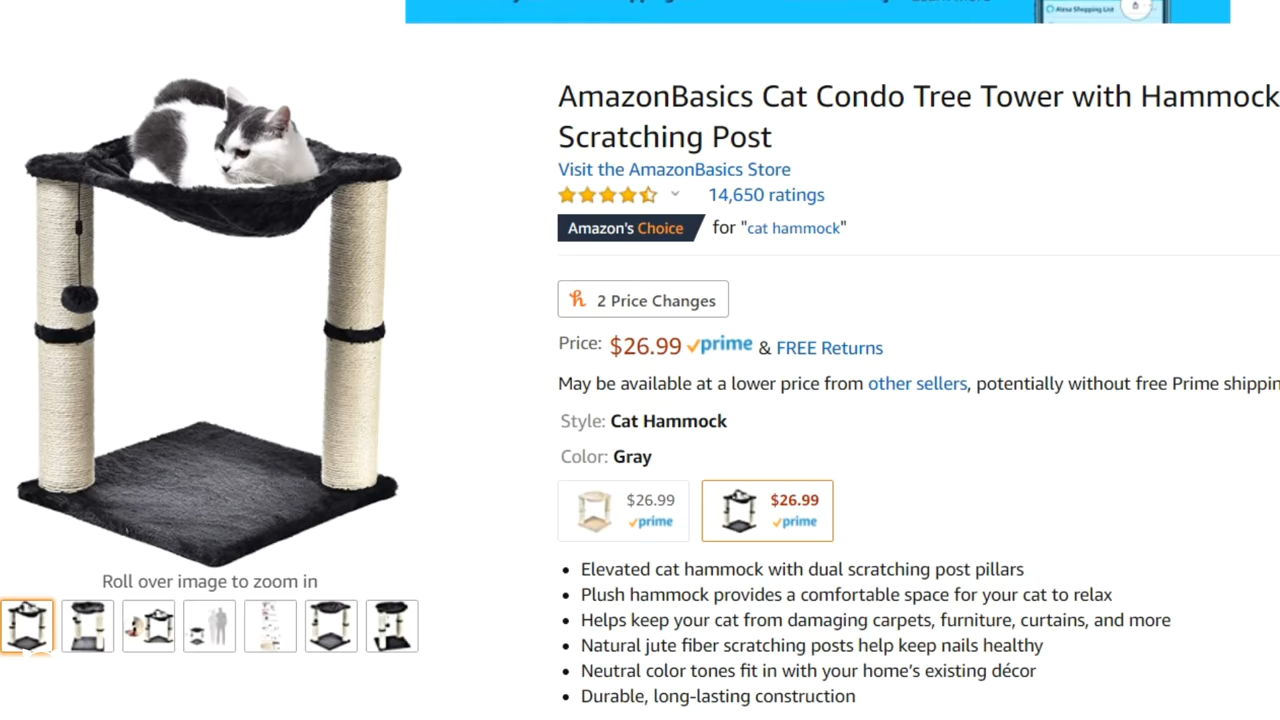 Alexa Shopping List
AmazonBasics Cat Condo Tree Tower with Hammock
Scratching Post
Visit the AmazonBasics Store
14,650 ratings
Amazon's Choice for "cat hammock"
2 Price Changes
Price: $26.99 prime & FREE Returns
May be available at a lower price from other sellers, potentially without free Prime
Style: Cat Hammock
Color: Gray
$26.99 $26.99
prime prime
Elevated cat hammock with dual scratching post pillars
Plush hammock provides a comfortable space for your cat to relax
Helps keep your cat from damaging carpets, furniture, curtains, and more
Natural jute fiber scratching posts help keep nails healthy
Neutral color tones fit in with your home's existing décor
Durable, long-lasting construction
Roll over image to zoom in